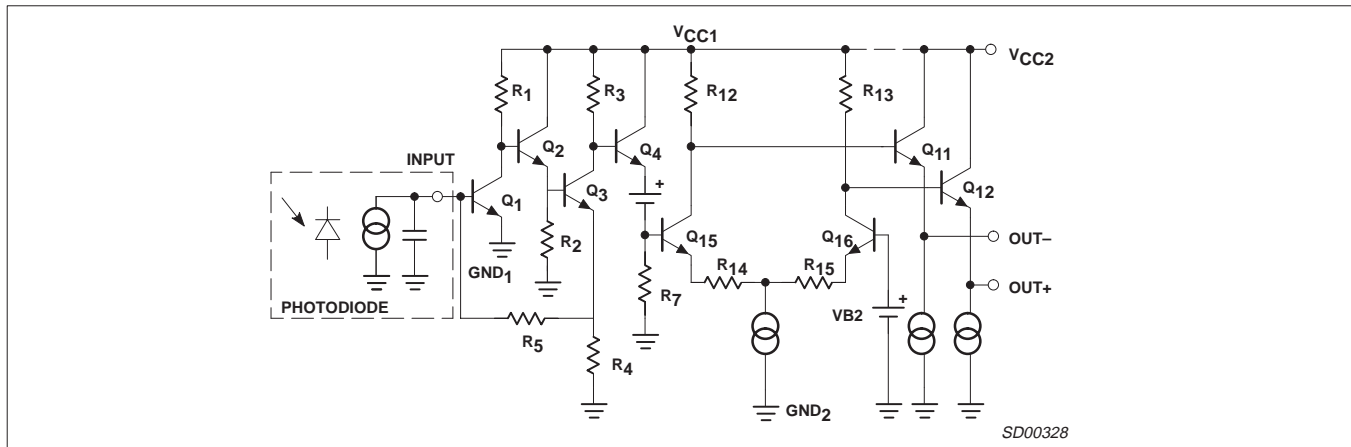 VCC1
VCC2
R1
R3
R12
R13
INPUT
Q2
Q4
Q11
Q1
Q3
Q12
Q15
Q16
OUT–
R2
GND1
R14
R15
OUT+
R7
PHOTODIODE
VB2
R5
R4
GND2
+
+
SD00328